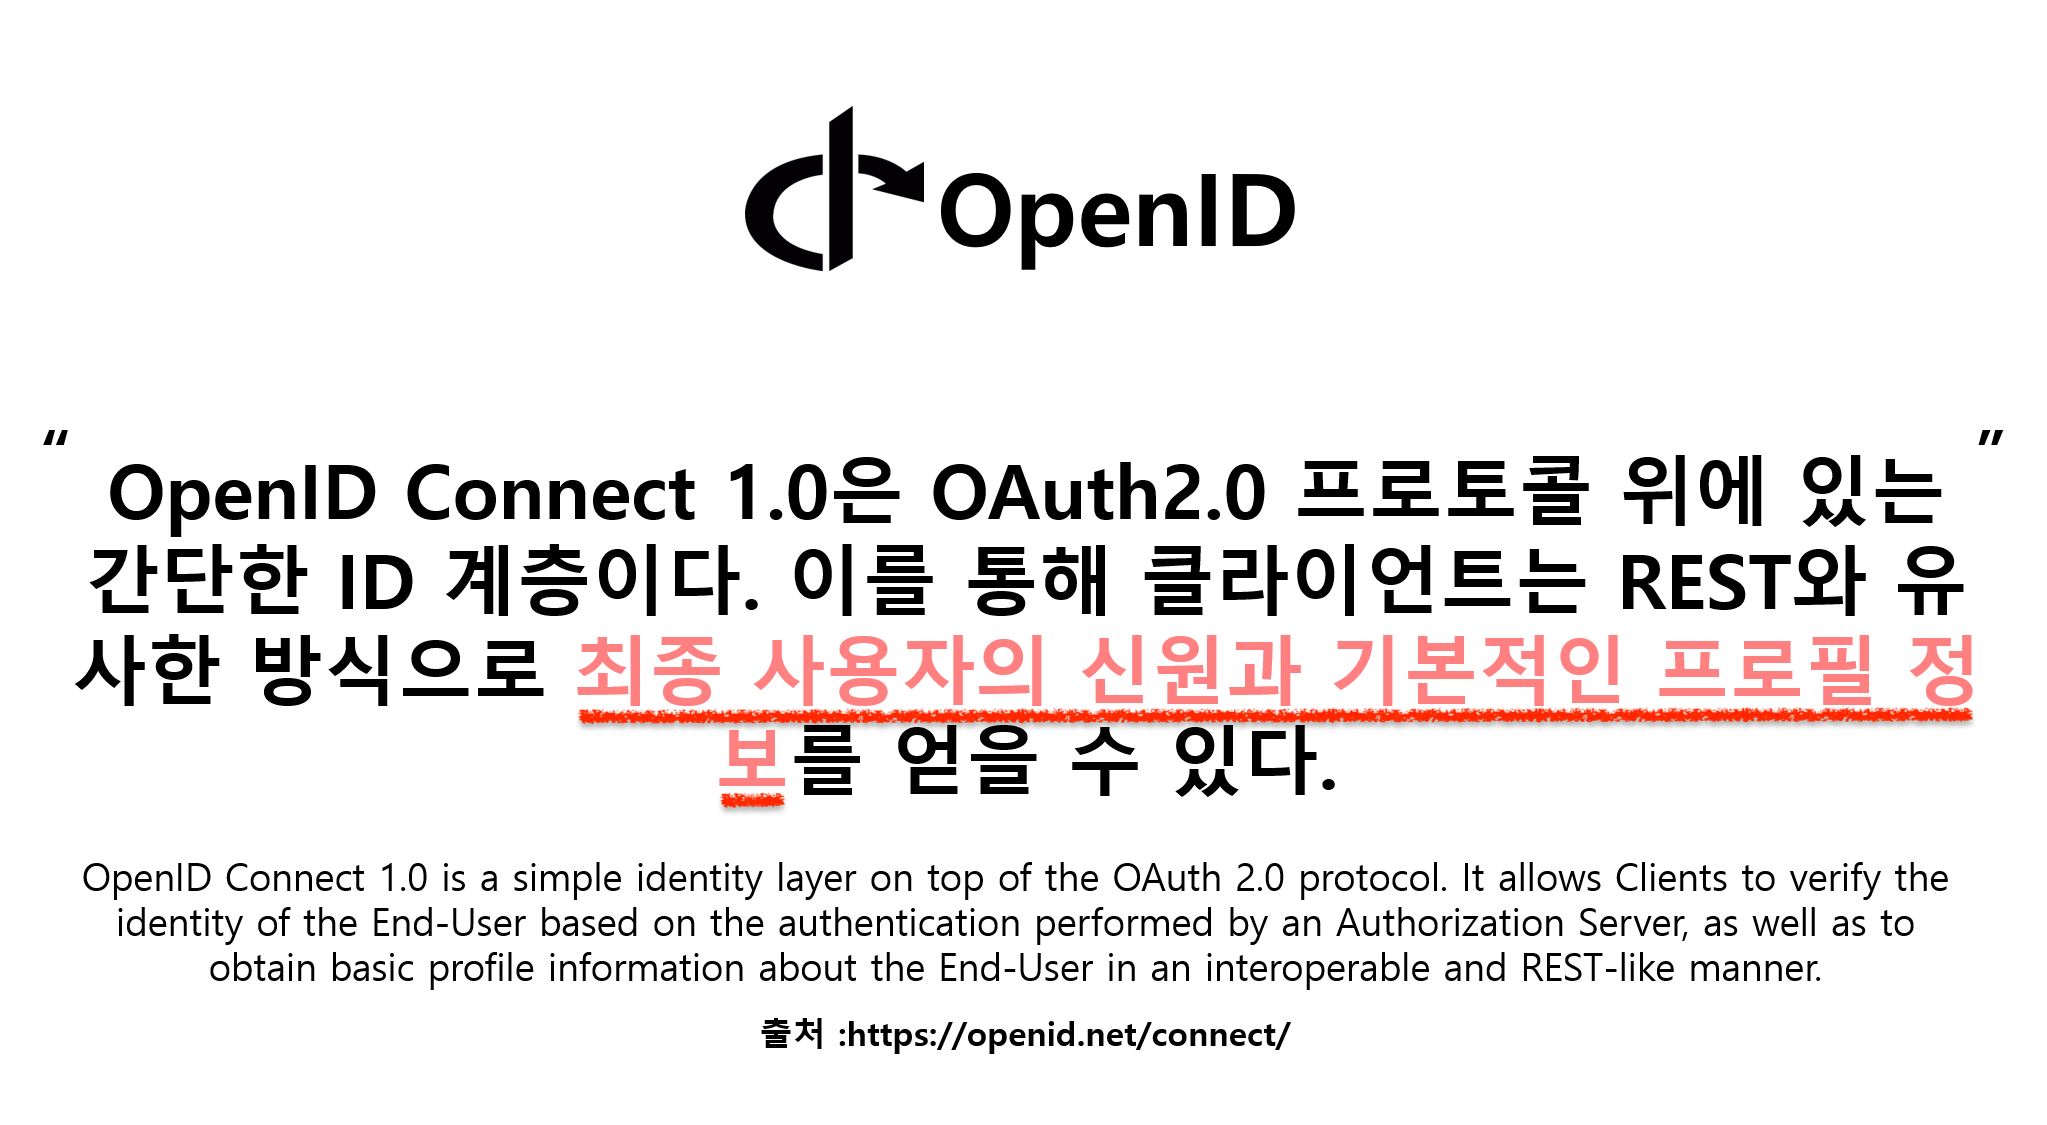 OpenID
“ OpenID Connect 1.0은 OAuth2.0 프로토콜 위에 있는 ”
간단한 ID 계층이다. 이를 통해 클라이언트는 REST와 유
사한 방식으로 최종 사용자의 신원과 기본적인 프로필 정
보를 얻을 수 있다.
OpenID Connect 1.0 is a simple identity layer on top of the OAuth 2.0 protocol. It allows Clients to verify the
identity of the End-User based on the authentication performed by an Authorization Server, as well as to
obtain basic profile information about the End-User in an interoperable and REST-like manner.
출처 :https://openid.net/connect/